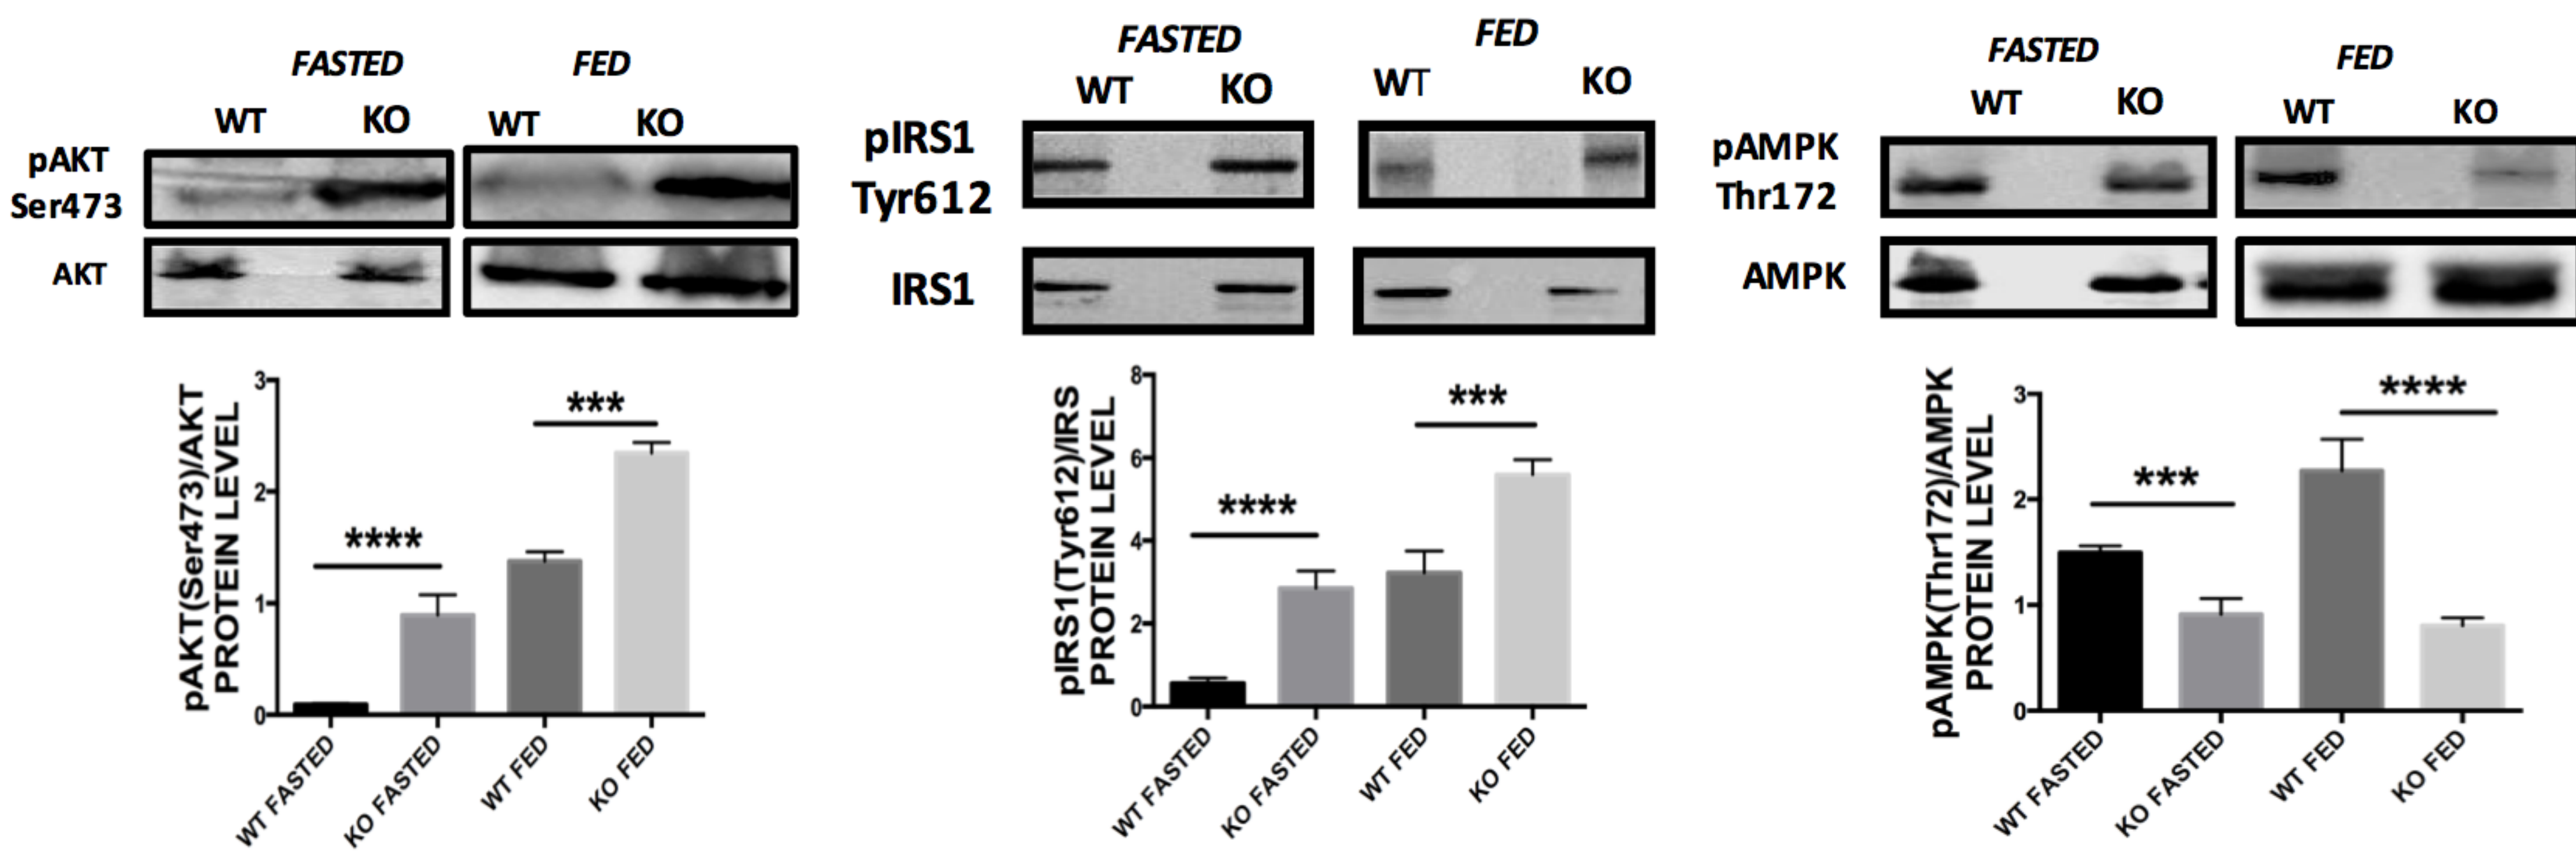 FASTED FED
WT KO WT KO
pAKT
Ser473
AKT
3
2
1
0
pAKT(Ser473)/AKT
PROTEIN LEVEL
****
***
WT FASTED
KO FASTED
WT FED
KO FED
FASTED FED
WT KO WT KO
pIRS1
Tyr612
IRS1
8
6
4
2
0
pIRS1(Tyr612)/IRS
PROTEIN LEVEL
****
***
WT FASTED
KO FASTED
WT FED
KO FED
FASTED FED
WT KO WT KO
pAMPK
Thr172
AMPK
3
2
1
0
pAMPK(Thr172)/AMPK
PROTEIN LEVEL
***
****
WT FASTED
KO FASTED
WT FED
KO FED